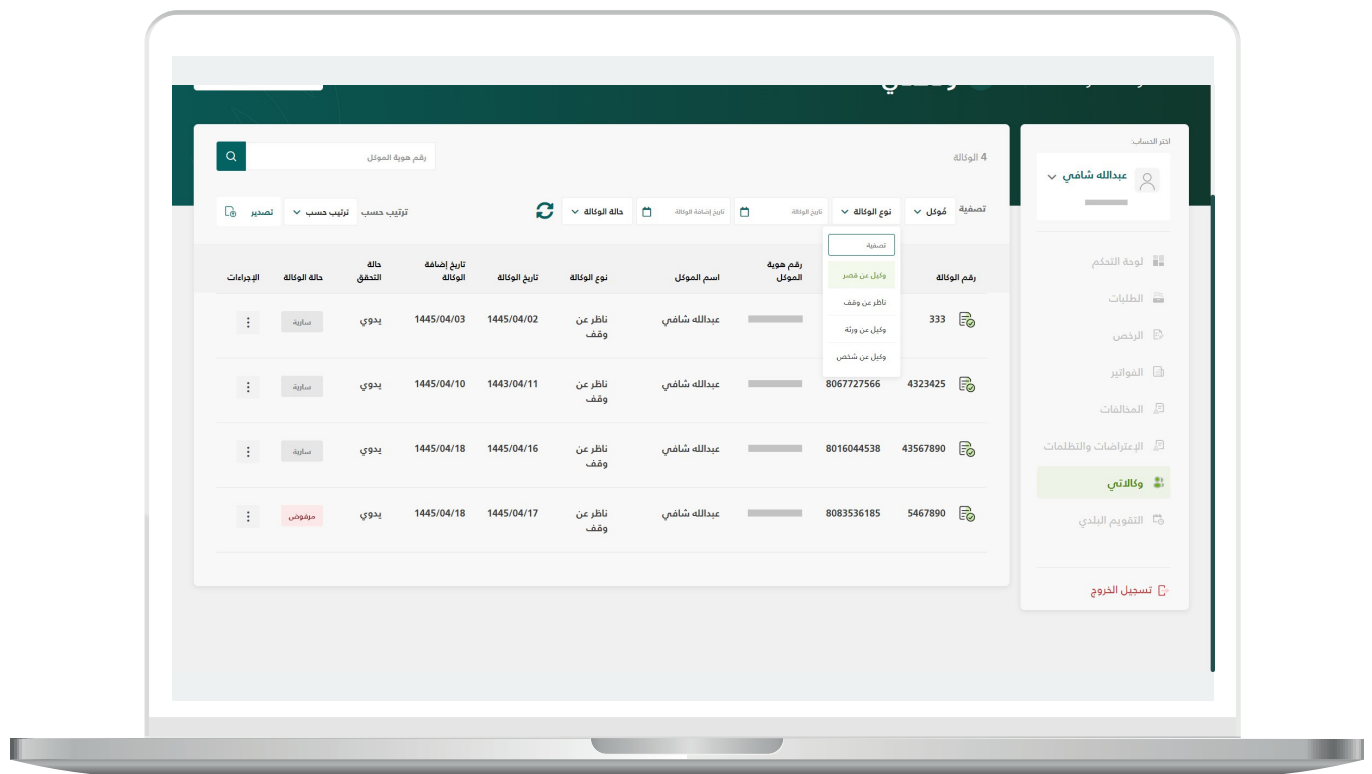 اختر الحساب:
عبدالله شافي
لوحة التحكم
الطلبات
الرخص
الفواتير
المخالفات
الإعتراضات والتظلمات
وكالاتي
التقويم البلدي
تسجيل الخروج
4 الوكالة
رقم هوية الموكل
تصفية مُوكل نوع الوكالة تاريخ الوكالة تاريخ إضافة الوكالة حالة الوكالة ترتيب حسب ترتيب حسب تصدير
تصفية
وكيل عن قصر
ناظر عن وقف
وكيل عن ورثة
وكيل عن شخص
رقم الوكالة رقم هوية الموكل اسم الموكل نوع الوكالة تاريخ الوكالة تاريخ إضافة الوكالة حالة التحقق حالة الوكالة الإجراءات
333 عبدالله شافي ناظر عن وقف 1445/04/02 1445/04/03 يدوي سارية
4323425 8067727566 عبدالله شافي ناظر عن وقف 1443/04/11 1445/04/10 يدوي سارية
43567890 8016044538 عبدالله شافي ناظر عن وقف 1445/04/16 1445/04/18 يدوي سارية
5467890 8083536185 عبدالله شافي ناظر عن وقف 1445/04/17 1445/04/18 يدوي مرفوض